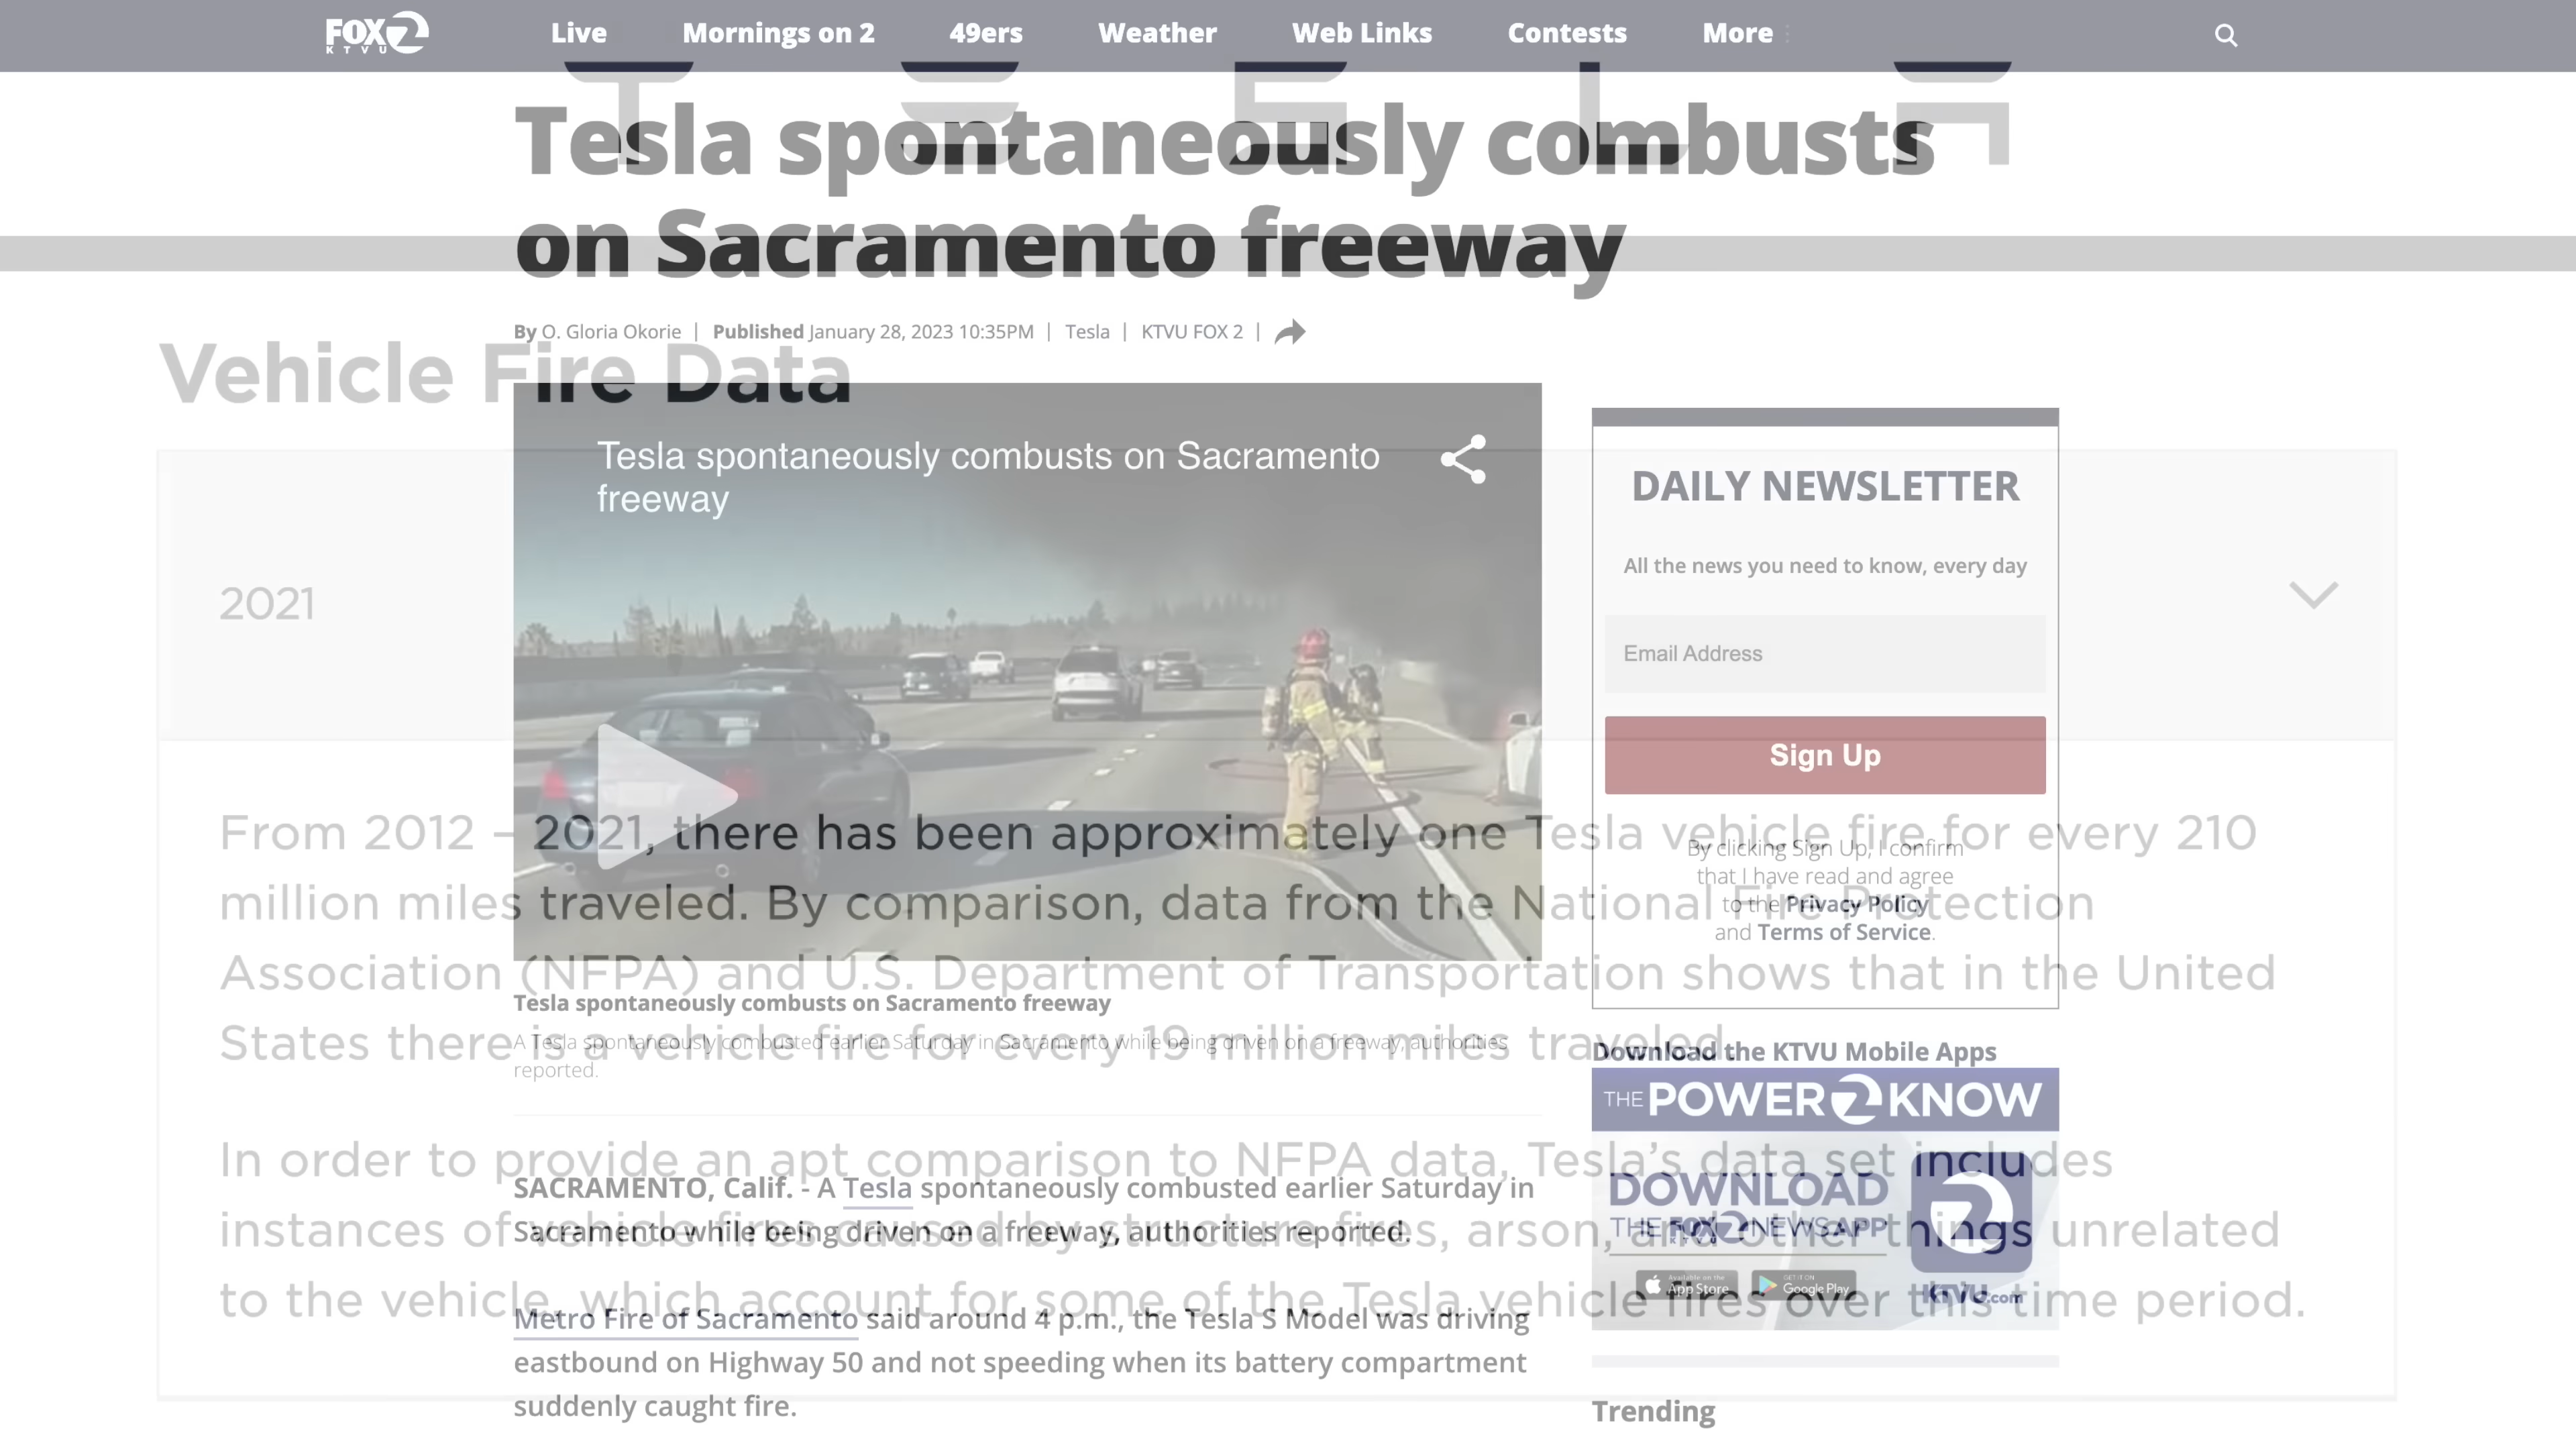 FOX 2
KTVU
Live
Mornings on 2
49ers
Weather
Web Links
Contests
More
TESLA
Tesla spontaneously combusts
on Sacramento freeway
By O. Gloria Okorie | Published January 28, 2023 10:35PM | Tesla | KTVU FOX 2 |
Vehicle Fire Data
Tesla spontaneously combusts on Sacramento
freeway
2021
From 2012 – 2021, there has been approximately one Tesla vehicle fire for every 210
million miles traveled. By comparison, data from the National Fire Protection
Association (NFPA) and U.S. Department of Transportation shows that in the United
States there is a vehicle fire for every 19 million miles traveled.
In order to provide an apt comparison to NFPA data, Tesla's data set includes
instances of vehicle fires caused by structure fires, arson, and other things unrelated
to the vehicle, which account for some of the Tesla vehicle fires over this time period.
Tesla spontaneously combusts on Sacramento freeway
A Tesla spontaneously combusted earlier Saturday in Sacramento while being driven on a freeway, authorities
reported.
SACRAMENTO, Calif. - A Tesla spontaneously combusted earlier Saturday in
Sacramento while being driven on a freeway, authorities reported.
Metro Fire of Sacramento said around 4 p.m., the Tesla S Model was driving
eastbound on Highway 50 and not speeding when its battery compartment
suddenly caught fire.
DAILY NEWSLETTER
All the news you need to know, every day
Email Address
Sign Up
By clicking Sign Up, I confirm
that I have read and agree
to the Privacy Policy
and Terms of Service.
Download the KTVU Mobile Apps
THE POWER 2 KNOW
DOWNLOAD
THE FOX 2 NEWS APP
KTVU
Available on the
App Store
GET IT ON
Google Play
KTVU.com
Trending